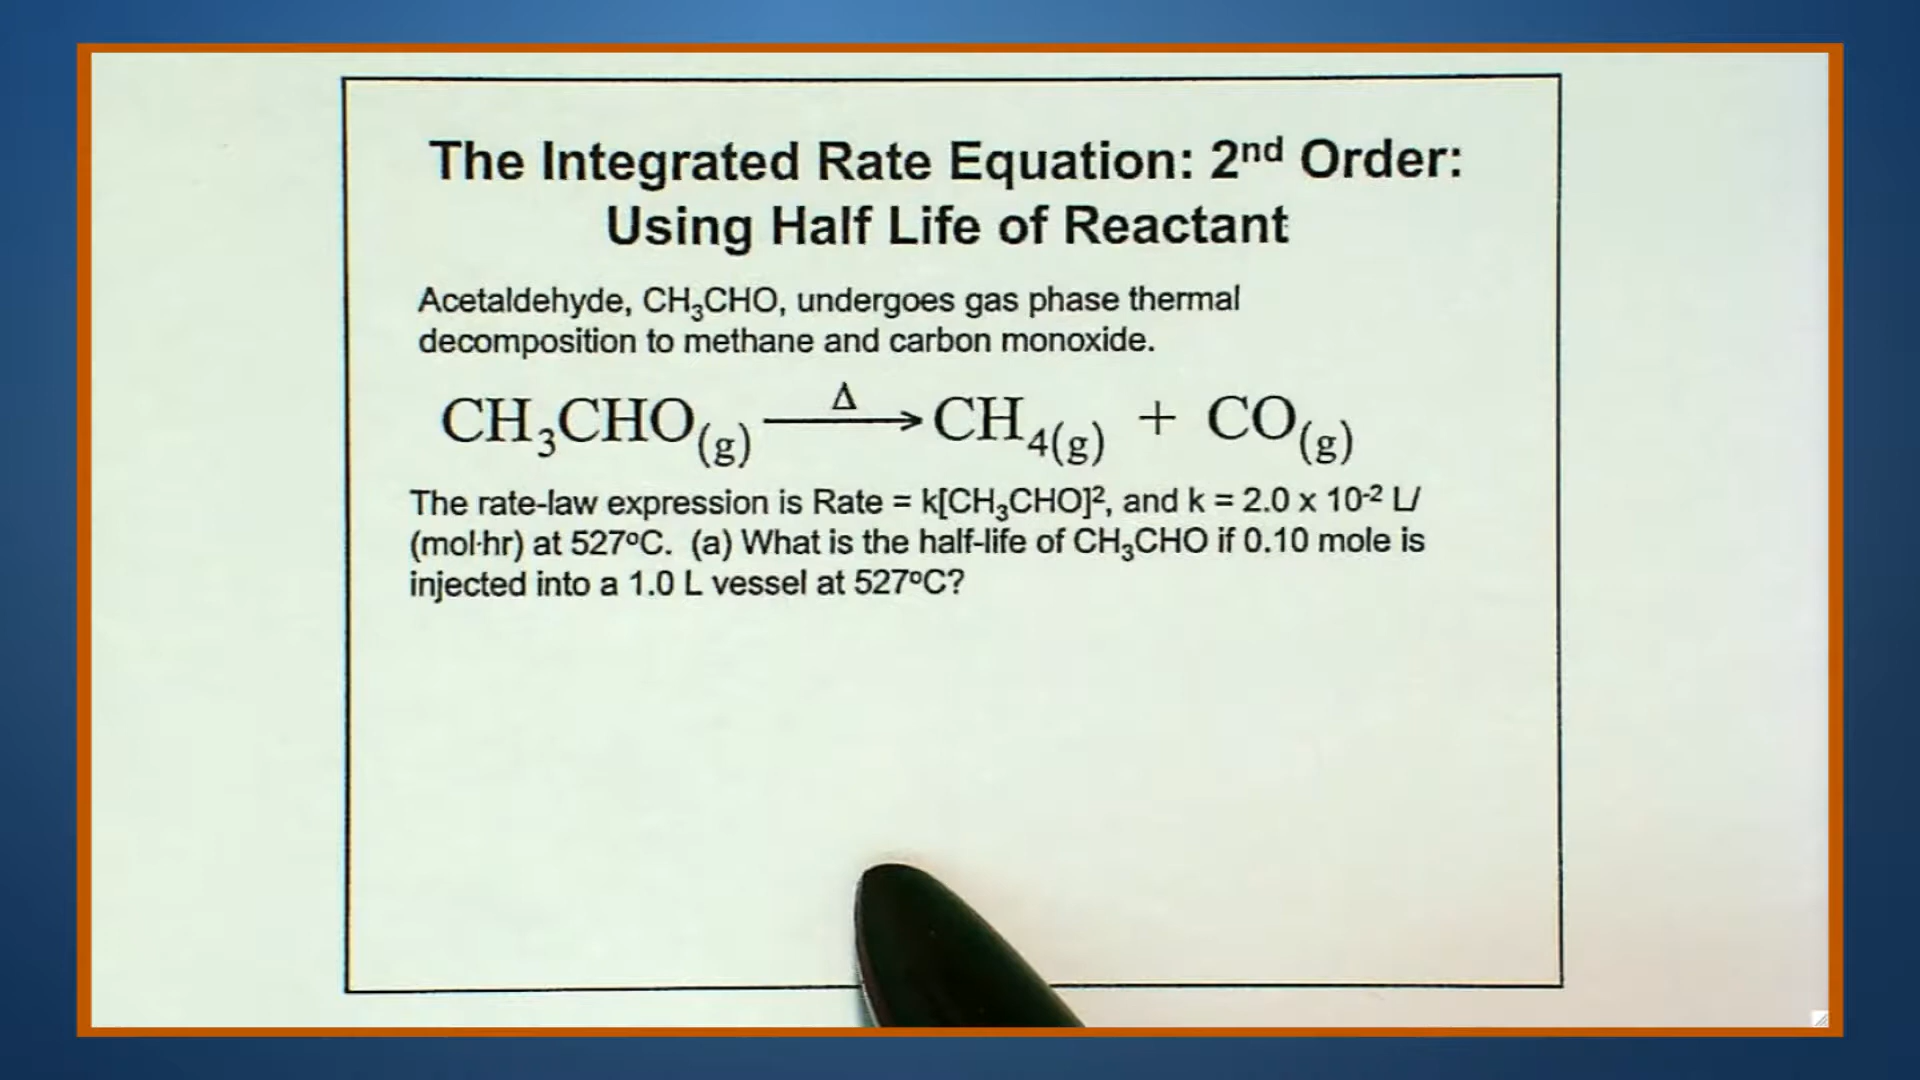 The Integrated Rate Equation: 2ⁿᵈ Order:
Using Half Life of Reactant
Acetaldehyde, CH₃CHO, undergoes gas phase thermal
decomposition to methane and carbon monoxide.
CH₃CHO₍g₎ —Δ→ CH₄₍g₎ + CO₍g₎
The rate-law expression is Rate = k[CH₃CHO]², and k = 2.0 x 10⁻² L/
(mol·hr) at 527ºC. (a) What is the half-life of CH₃CHO if 0.10 mole is
injected into a 1.0 L vessel at 527ºC?